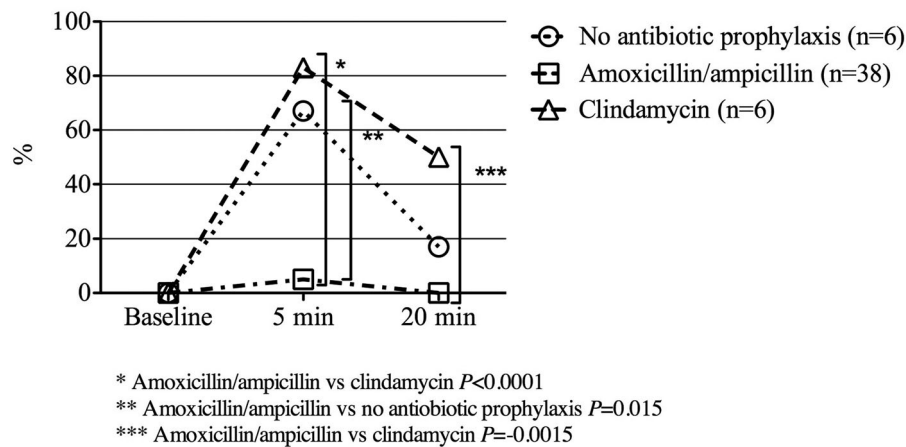 100
80
60
40
20
0
%
Baseline 5 min 20 min
*
**
***
No antibiotic prophylaxis (n=6)
Amoxicillin/ampicillin (n=38)
Clindamycin (n=6)
* Amoxicillin/ampicillin vs clindamycin P<0.0001
** Amoxicillin/ampicillin vs no antiobiotic prophylaxis P=0.015
*** Amoxicillin/ampicillin vs clindamycin P=-0.0015